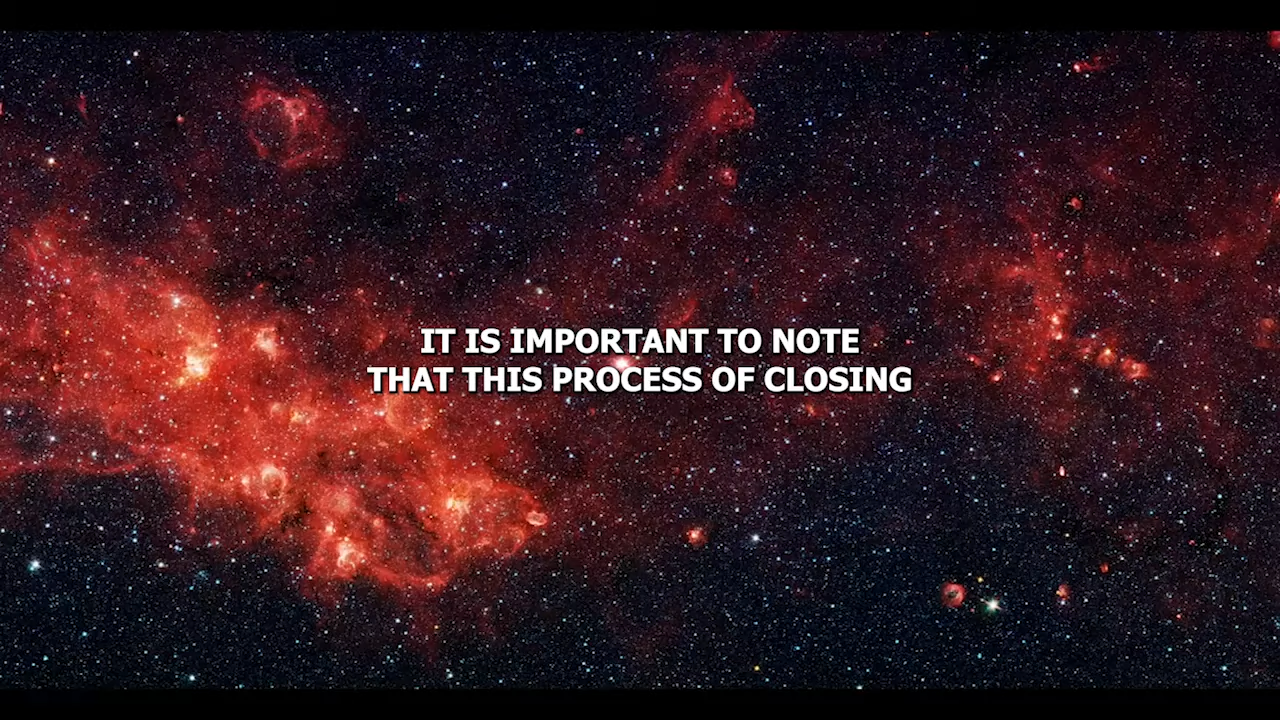 IT IS IMPORTANT TO NOTE
THAT THIS PROCESS OF CLOSING